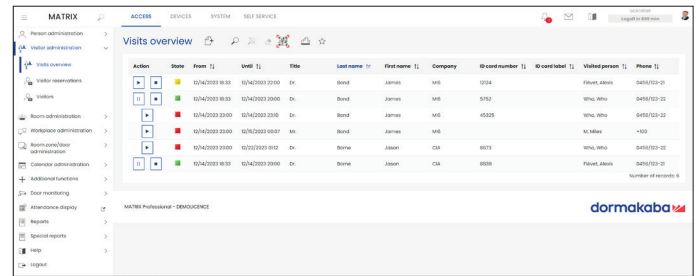 MATRIX
ACCESS DEVICES SYSTEM SELF SERVICE
Logoff in 899 min.
Person administration
Visitor administration
Visits overview
Visitor reservations
Visitors
Room administration
Workplace administration
Room zone/door administration
Calendar administration
Additional functions
Door monitoring
Attendance display
Reports
Special reports
Help
Logout
Visits overview
Action State From Until Title Last name First name Company ID card number ID card label Visited person Phone
12/14/2023 18:33 12/14/2023 22:00 Dr. Bond James MI6 12124 Flövet, Alexis 0456/123-21
12/14/2023 18:33 12/14/2023 20:00 Dr. Bond James MI6 5752 Who, Who 0456/123-22
12/14/2023 23:00 12/14/2023 23:10 Dr. Bond James MI6 45325 Who, Who 0456/123-22
12/14/2023 23:00 12/15/2023 00:37 Mr. Bond James MI6 M, Miles +100
12/14/2023 23:00 12/22/2023 01:12 Dr. Borne Jason CIA 6573 Who, Who 0456/123-22
12/14/2023 18:33 12/14/2023 20:00 Dr. Borne Jason CIA Alexis 0456/123-21
Number of records: 6
MATRIX Professional - DEMOLICENCE
dormakaba